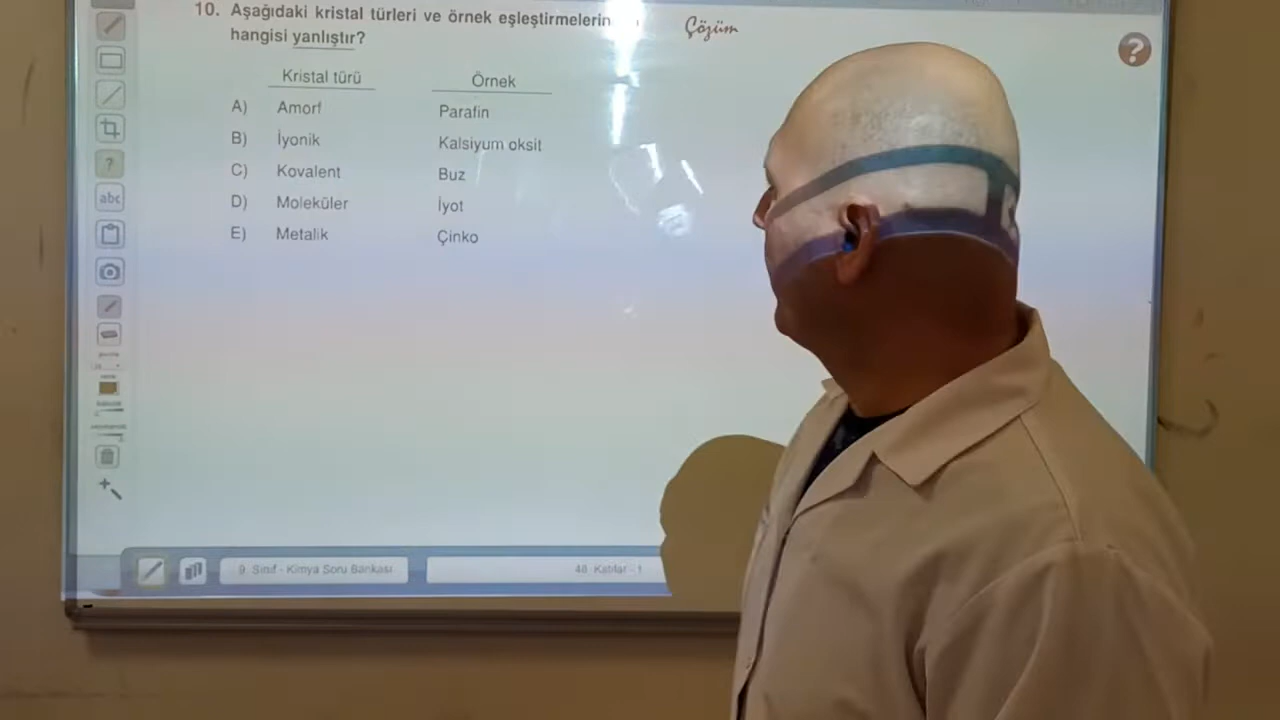 10. Aşağıdaki kristal türleri ve örnek eşleştirmelerin
hangisi yanlıştır?
Çözüm
?
Kristal türü Örnek
A) Amorf Parafin
B) İyonik Kalsiyum oksit
C) Kovalent Buz
D) Moleküler İyot
E) Metalik Çinko
?
abc
9. Sınıf - Kimya Soru Bankası
48 Katılar - 1